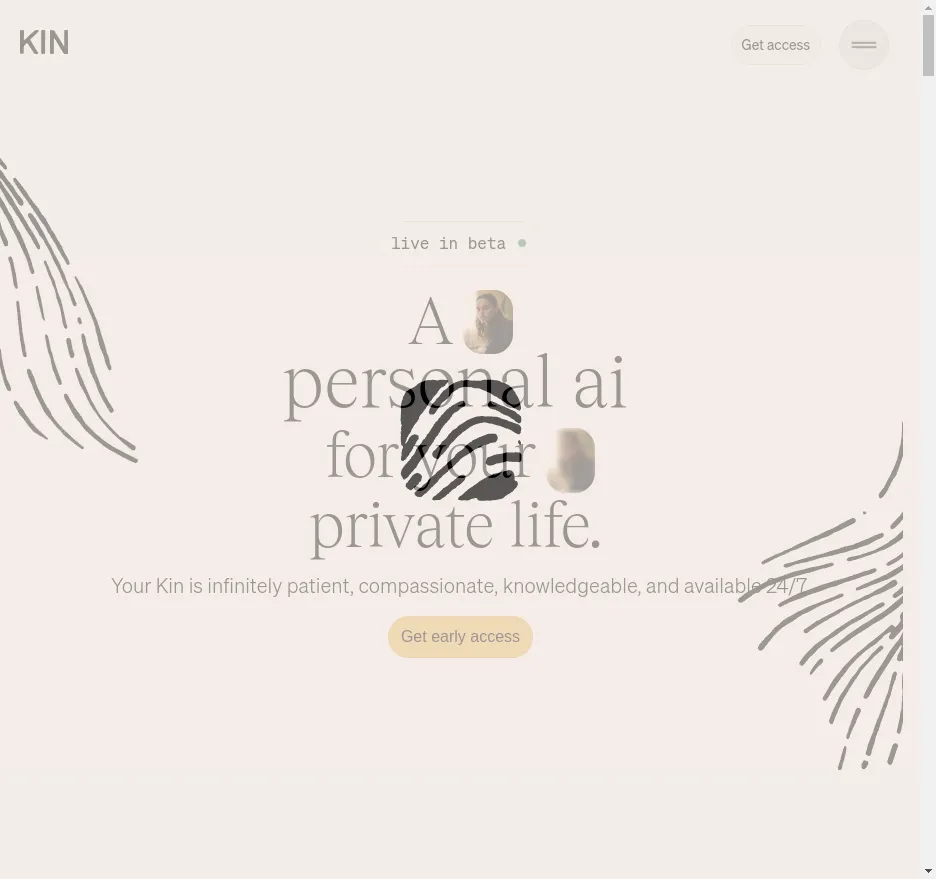 KIN
Get access
live in beta
A
personal ai
for your
private life.
Your Kin is infinitely patient, compassionate, knowledgeable, and available 24/7
Get early access